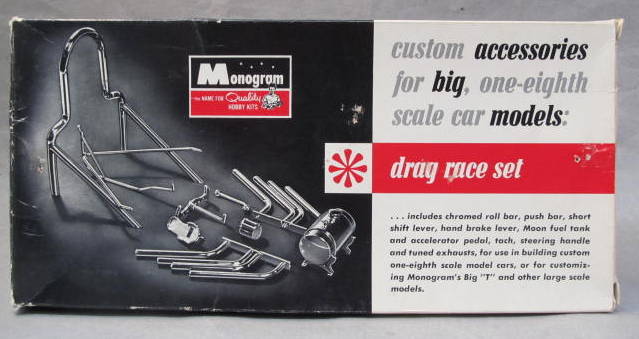 Monogram
the NAME FOR Quality
HOBBY KITS
custom accessories
for big, one-eighth
scale car models:
drag race set
... includes chromed roll bar, push bar, short
shift lever, hand brake lever, Moon fuel tank
and accelerator pedal, tach, steering handle
and tuned exhausts, for use in building custom
one-eighth scale model cars, or for customiz-
ing Monogram's Big "T" and other large scale
models.